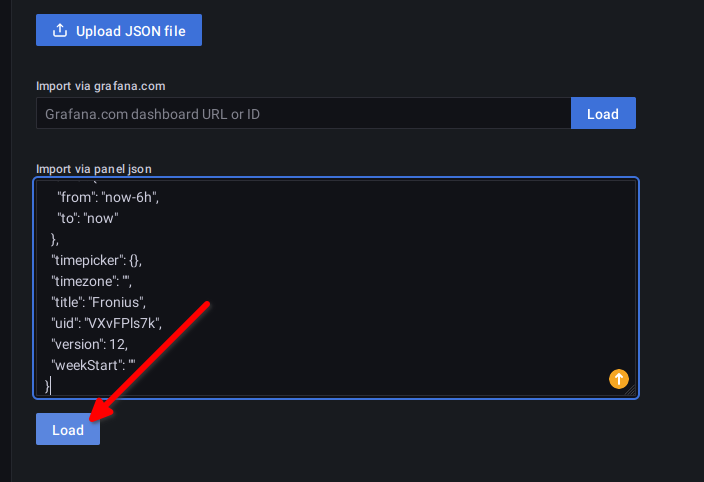 Upload JSON file
Import via grafana.com
Grafana.com dashboard URL or ID
Load
Import via panel json
"from": "now-6h",
"to": "now"
},
"timepicker": {},
"timezone": "",
"title": "Fronius",
"uid": "VXvFPls7k",
"version": 12,
"weekStart": ""
}
Load